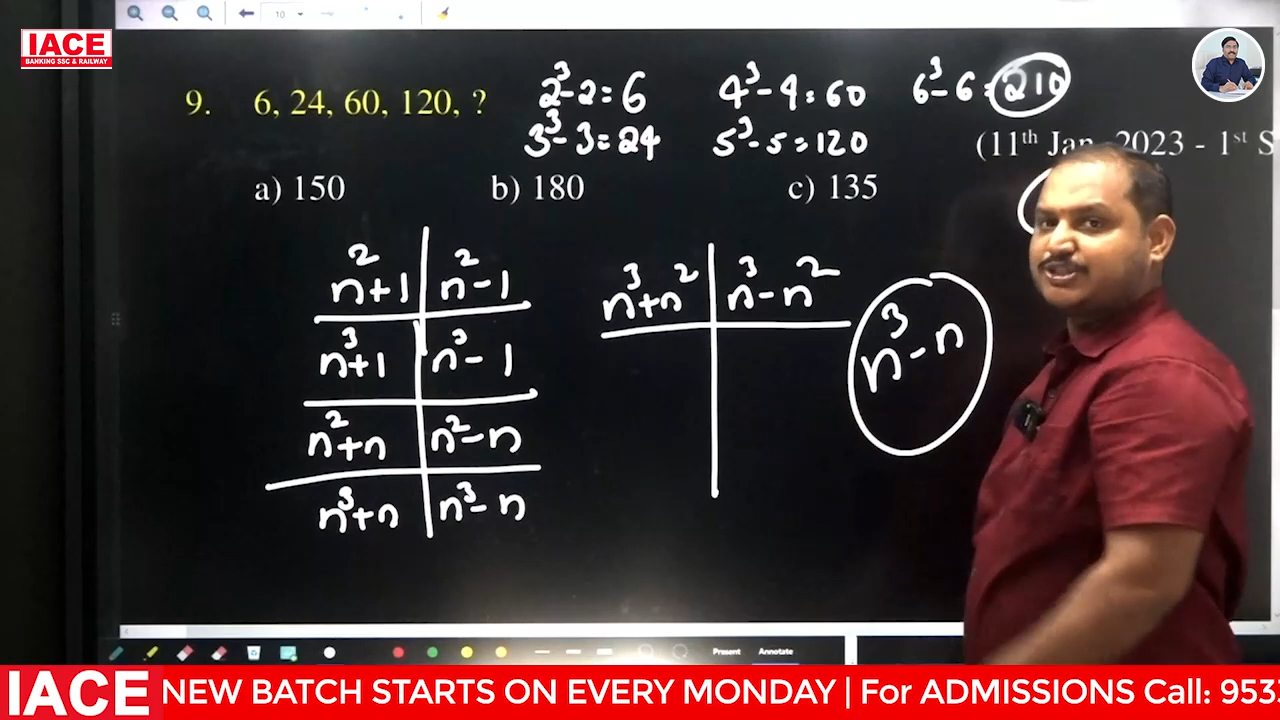 IACE
BANKING SSC & RAILWAY
10
9. 6, 24, 60, 120, ?
2³-2=6
4³-4=60
6³-6=210
3³-3=24
5³-5=120
(11th Jan 2023 - 1st S
a) 150 b) 180 c) 135
n²+1 n²-1
n³+1 n³-1
n²+n n²-n
n³+n n³-n
n³+n² n³-n²
n³-n
Present Annotate
IACE NEW BATCH STARTS ON EVERY MONDAY | For ADMISSIONS Call: 953